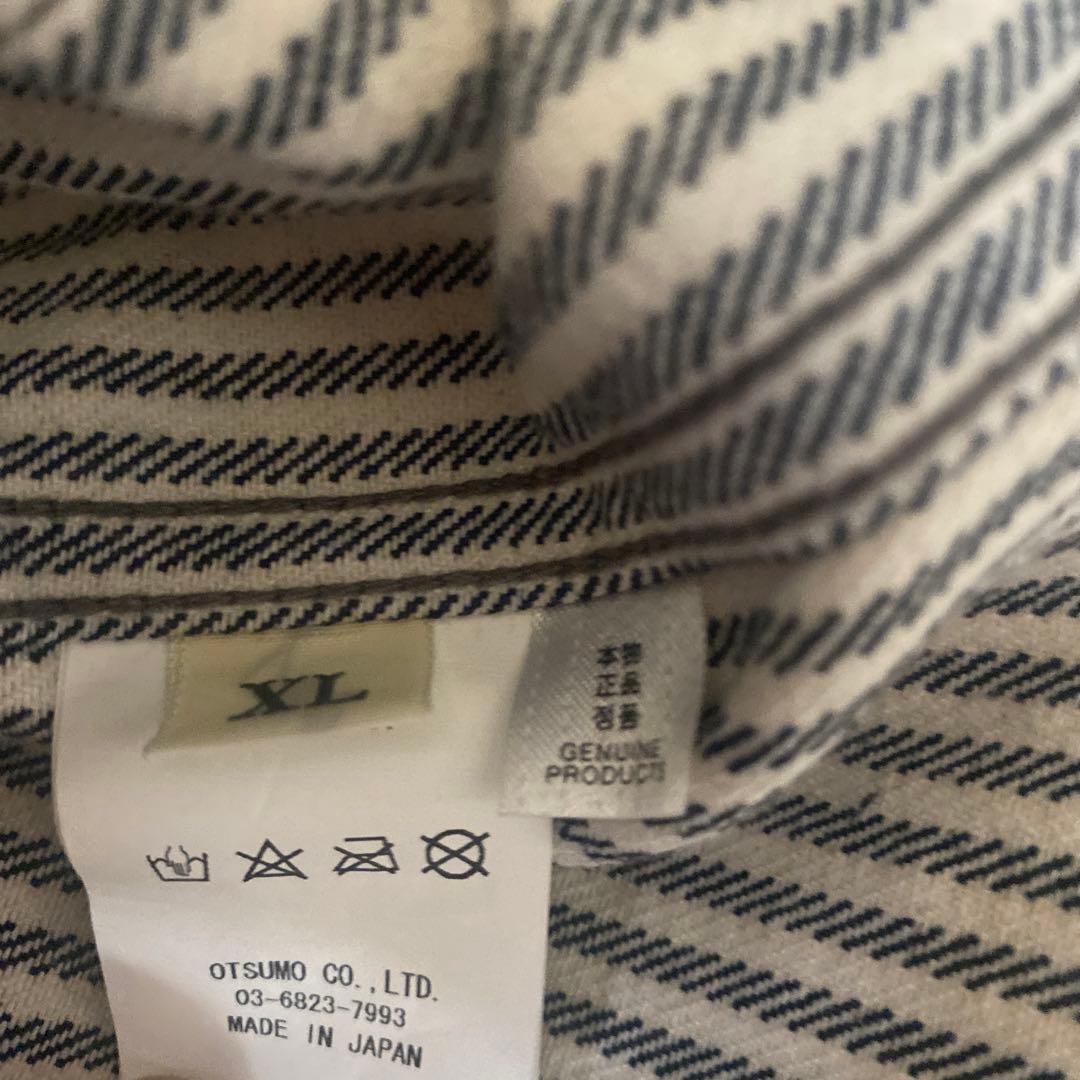 XL
本物
正品
정품
GENUINE
PRODUCTS
OTSUMO CO.,LTD.
03-6823-7993
MADE IN JAPAN